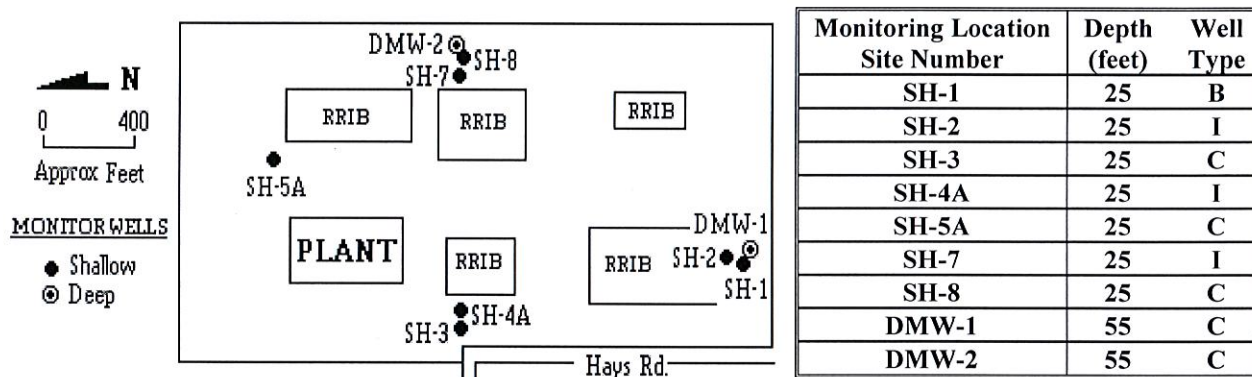 N
0 400
Approx Feet
MONITOR WELLS
Shallow
Deep
DMW-2
SH-8
SH-7
RRIB
RRIB
RRIB
SH-5A
PLANT
RRIB
RRIB
DMW-1
SH-2
SH-1
SH-4A
SH-3
Hays Rd.
Monitoring Location Site Number Depth (feet) Well Type
SH-1 25 B
SH-2 25 I
SH-3 25 C
SH-4A 25 I
SH-5A 25 C
SH-7 25 I
SH-8 25 C
DMW-1 55 C
DMW-2 55 C